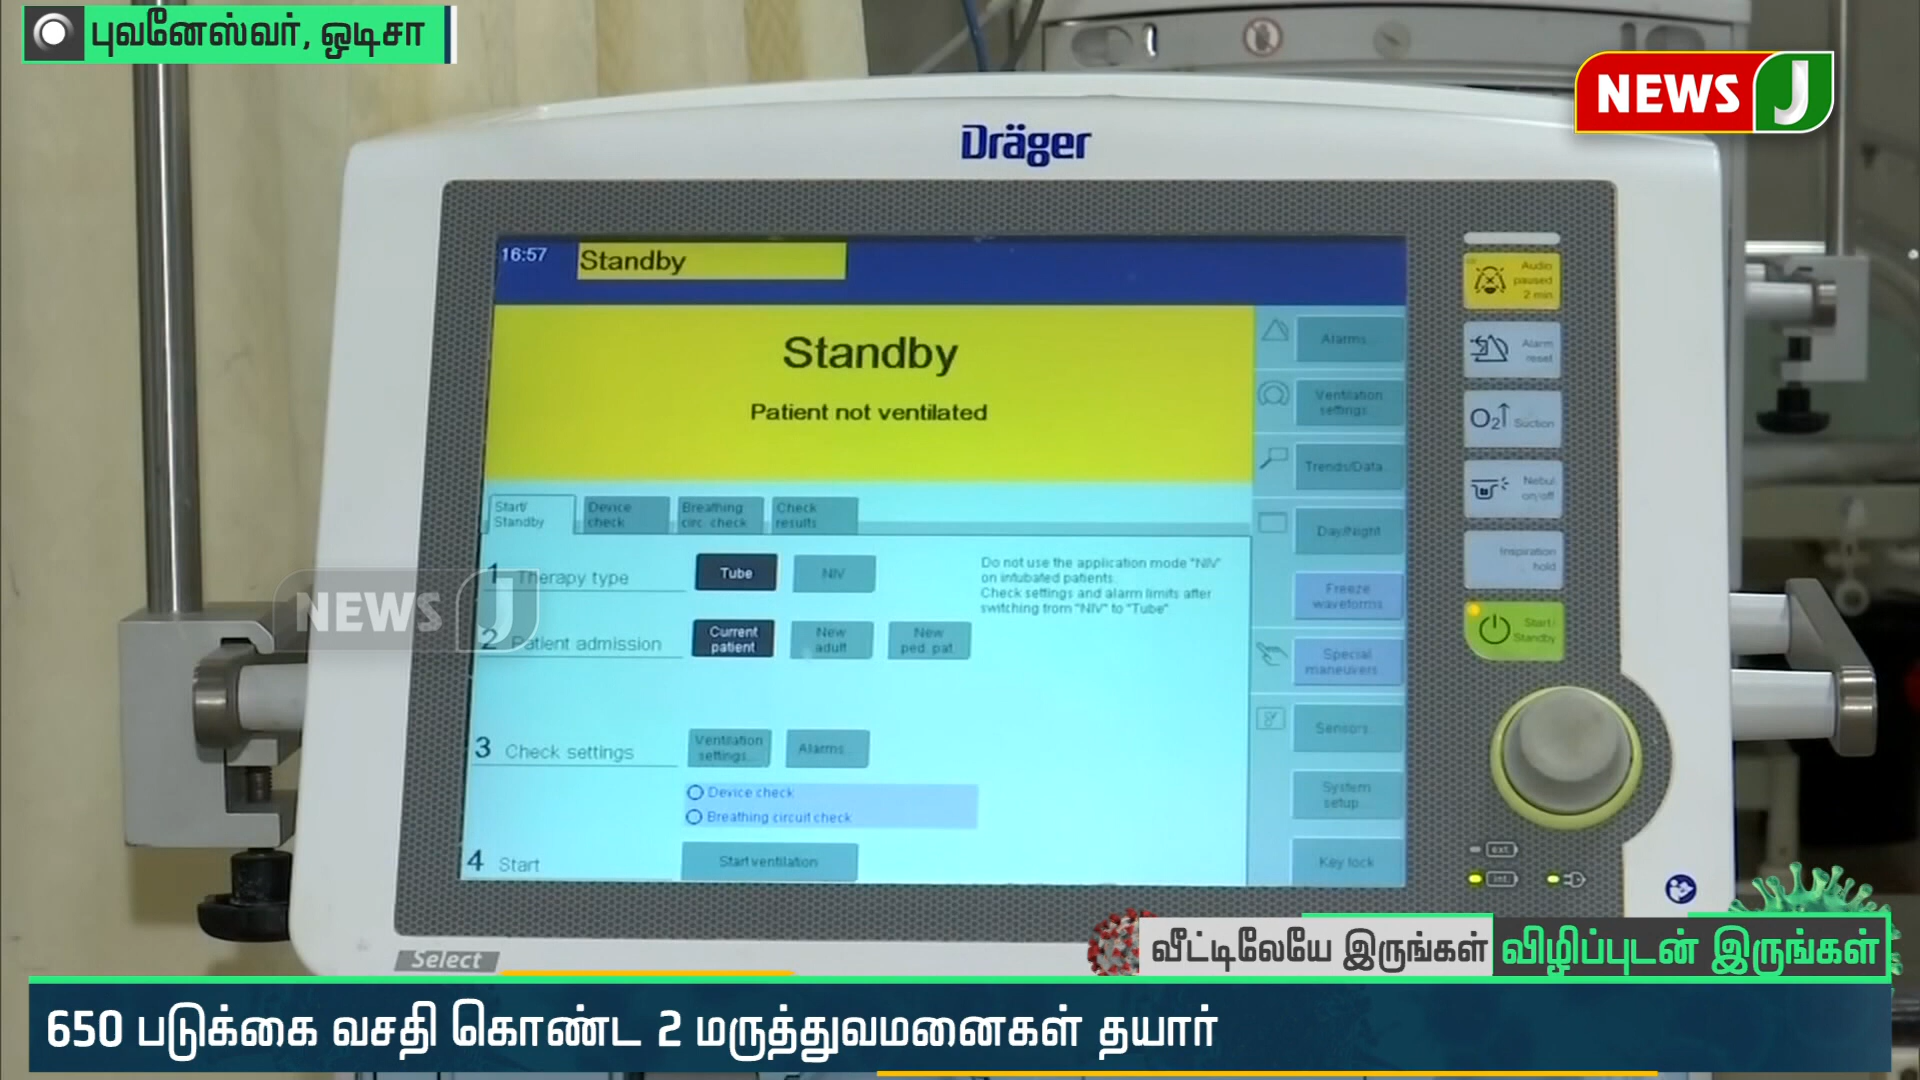 புவனேஸ்வர், ஒடிசா
NEWS J
Dräger
16:57
Standby
Standby
Patient not ventilated
Start/
Standby
Device
check
Breathing
circ. check
Check
results
1 Therapy type
Tube
NIV
Do not use the application mode "NIV"
on intubated patients.
Check settings and alarm limits after
switching from "NIV" to "Tube"
2 Patient admission
Current
patient
New
adult
New
ped. pat.
3 Check settings
Ventilation
settings...
Alarms...
Device check
Breathing circuit check
4 Start
Start ventilation
Alarms...
Ventilation
settings...
Trends/Data...
Day/Night
Freeze
waveforms
Special
maneuvers...
Sensors...
System
setup...
Key lock
Audio
paused
2 min
Alarm
reset
O2↑ Suction
Nebul.
on/off
Inspiration
hold
Start/
Standby
ext.
int.
NEWS J
Select
வீட்டிலேயே இருங்கள் விழிப்புடன் இருங்கள்
650 படுக்கை வசதி கொண்ட 2 மருத்துவமனைகள் தயார்